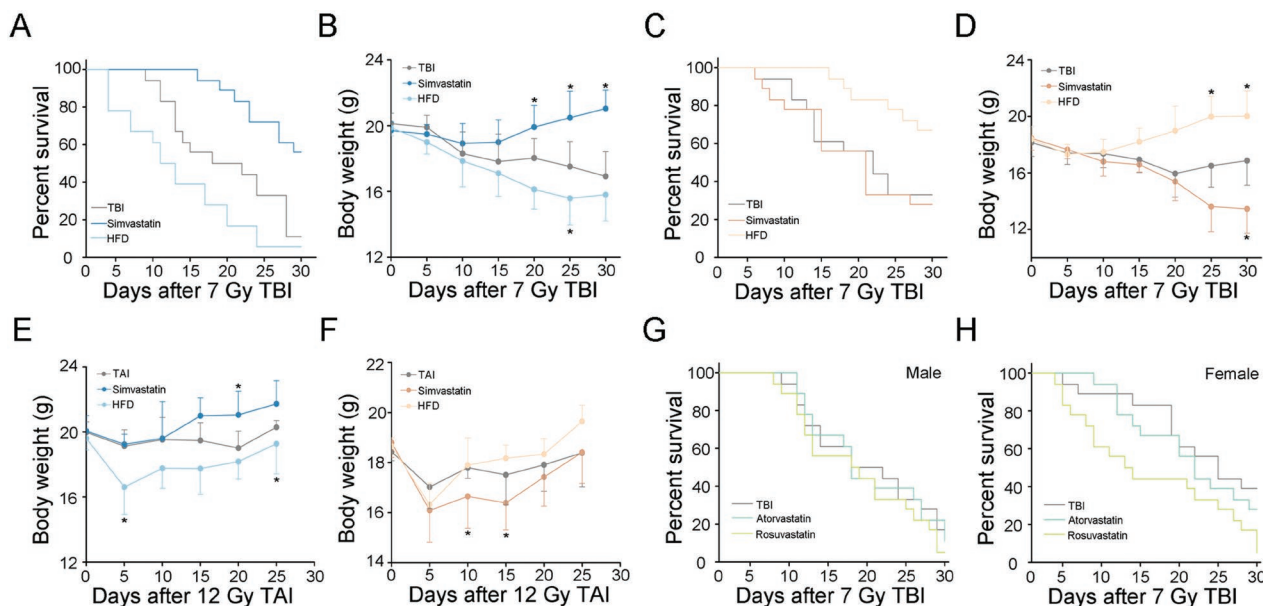 A
Percent survival
100
80
60
40
20
0
TBI
Simvastatin
HFD
0 5 10 15 20 25 30
Days after 7 Gy TBI
B
Body weight (g)
24
20
16
12
TBI
Simvastatin
HFD
* * *
*
0 5 10 15 20 25 30
Days after 7 Gy TBI
C
Percent survival
100
80
60
40
20
0
TBI
Simvastatin
HFD
0 5 10 15 20 25 30
Days after 7 Gy TBI
D
Body weight (g)
24
20
16
12
TBI
Simvastatin
HFD
* *
*
0 5 10 15 20 25 30
Days after 7 Gy TBI
E
Body weight (g)
24
20
16
12
TAI
Simvastatin
HFD
*
* *
0 5 10 15 20 25 30
Days after 12 Gy TAI
F
Body weight (g)
22
20
18
16
14
TAI
Simvastatin
HFD
* *
0 5 10 15 20 25 30
Days after 12 Gy TAI
G
Male
Percent survival
100
80
60
40
20
0
TBI
Atorvastatin
Rosuvastatin
0 5 10 15 20 25 30
Days after 7 Gy TBI
H
Female
Percent survival
100
80
60
40
20
0
TBI
Atorvastatin
Rosuvastatin
0 5 10 15 20 25 30
Days after 7 Gy TBI